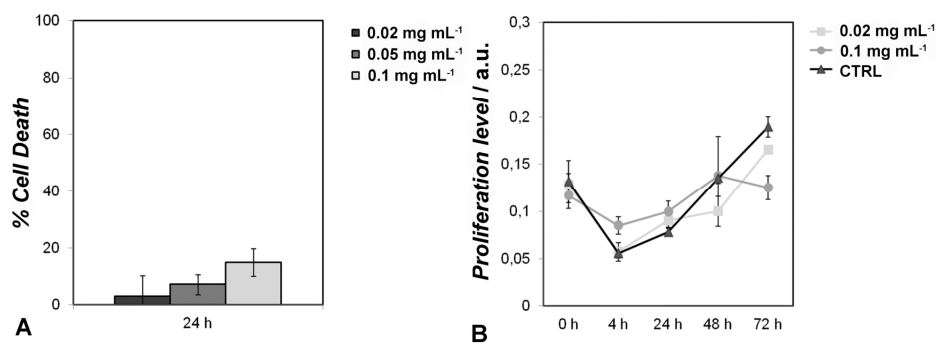 % Cell Death
100
80
60
40
20
0
24 h
0.02 mg mL⁻¹
0.05 mg mL⁻¹
0.1 mg mL⁻¹
A
Proliferation level / a.u.
0,3
0,25
0,2
0,15
0,1
0,05
0
0 h 4 h 24 h 48 h 72 h
0.02 mg mL⁻¹
0.1 mg mL⁻¹
CTRL
B